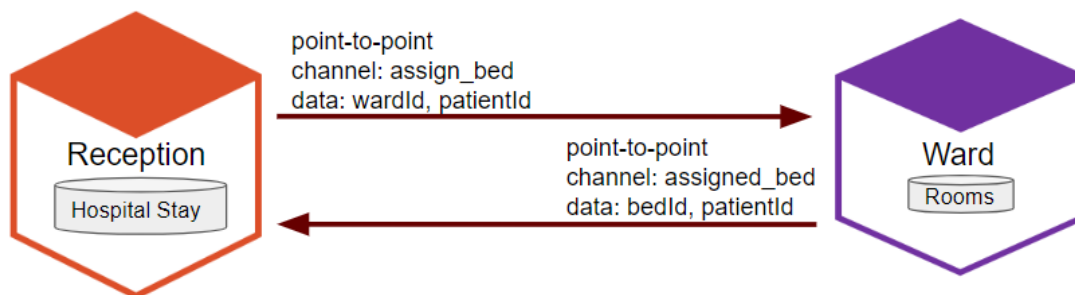 point-to-point
channel: assign_bed
data: wardId, patientId
Reception
Hospital Stay
point-to-point
channel: assigned_bed
data: bedId, patientId
Ward
Rooms